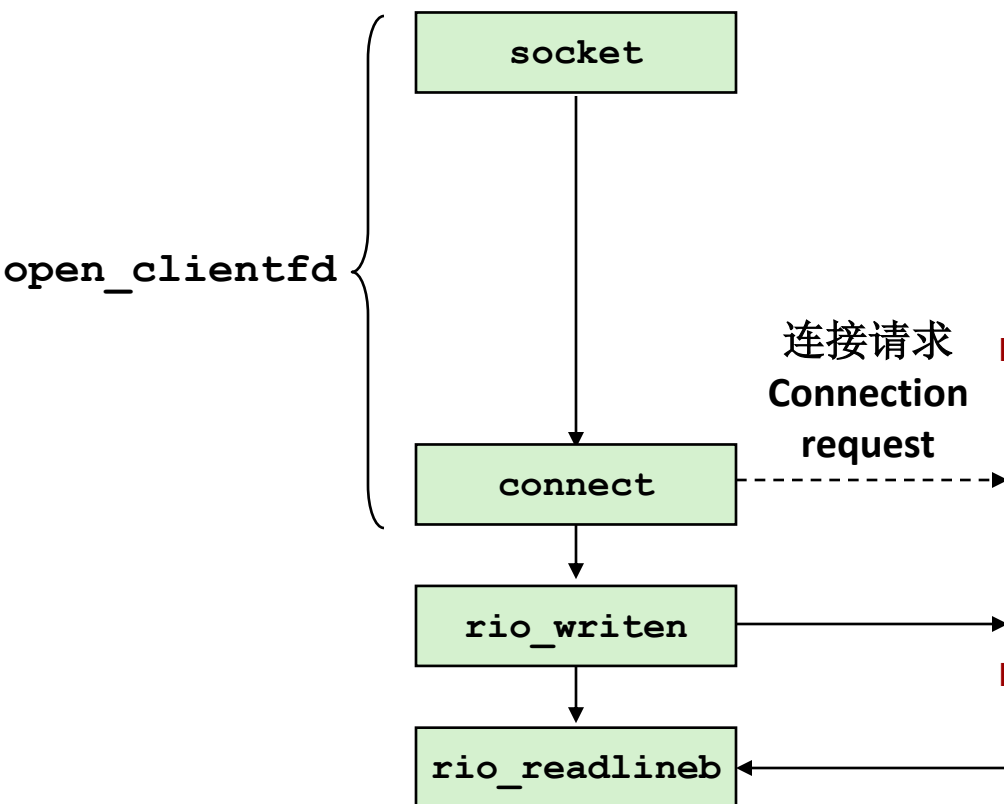 socket
open_clientfd
连接请求
Connection
request
connect
rio_writen
rio_readlineb